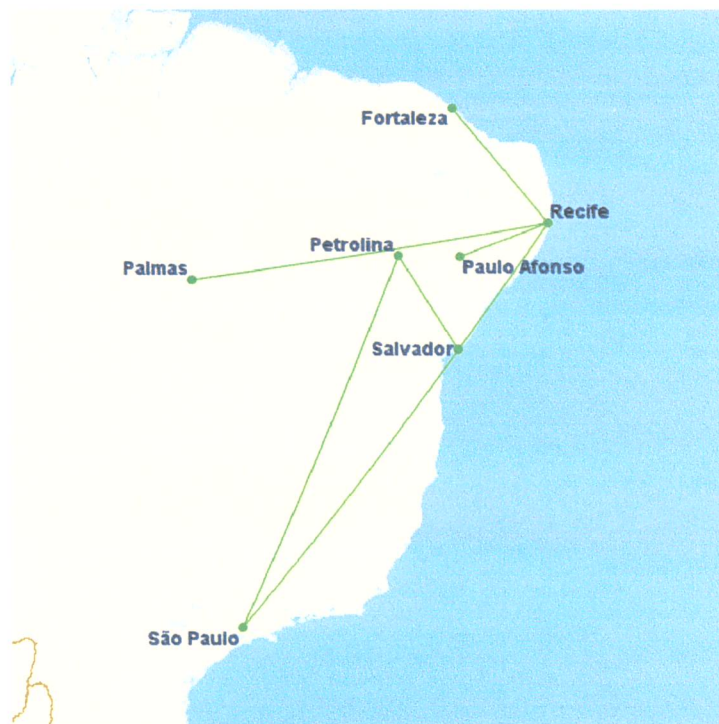 Fortaleza
Recife
Petrolina
Palmas
Paulo Afonso
Salvador
São Paulo